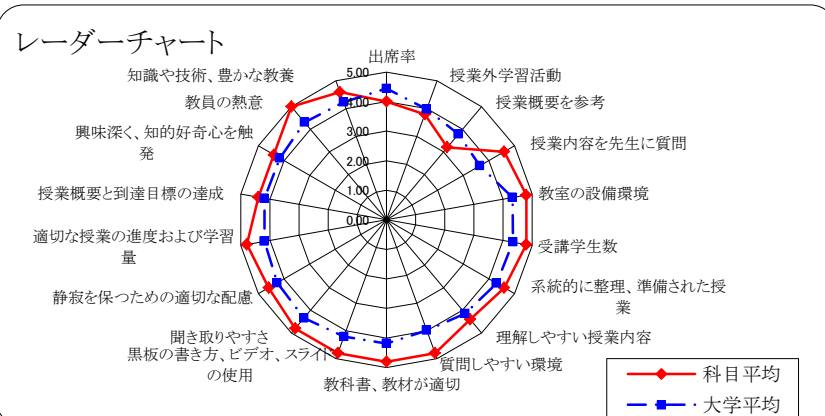 レーダーチャート
出席率
授業外学習活動
授業概要を参考
授業内容を先生に質問
教室の設備環境
受講学生数
系統的に整理、準備された授
業
理解しやすい授業内容
質問しやすい環境
教科書、教材が適切
黒板の書き方、ビデオ、スライド
の使用
聞き取りやすさ
静寂を保つための適切な配慮
適切な授業の進度および学習
量
授業概要と到達目標の達成
興味深く、知的好奇心を触
発
教員の熱意
知識や技術、豊かな教養
5.00
4.00
3.00
2.00
1.00
0.00
科目平均
大学平均